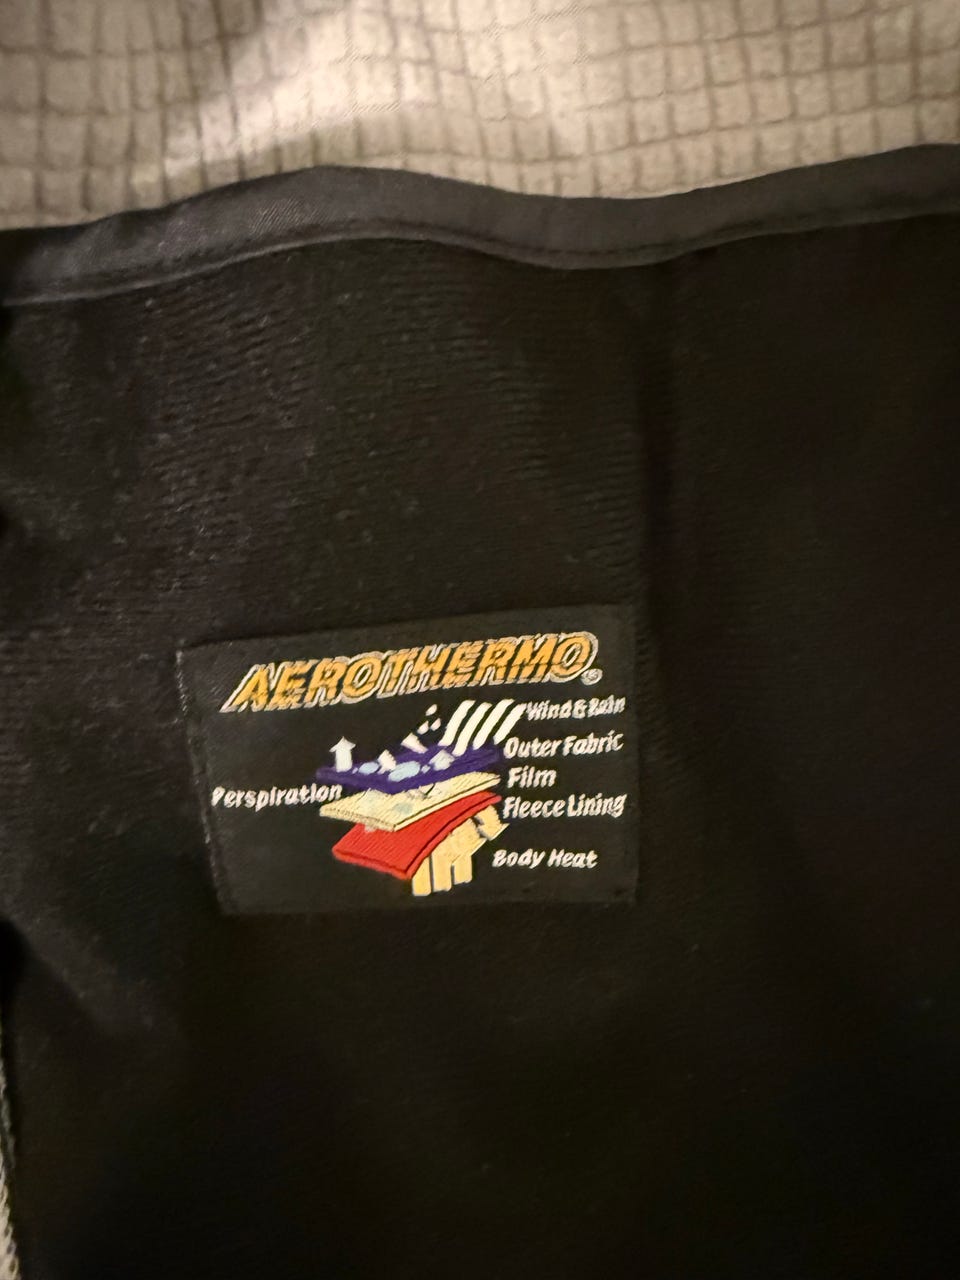 AEROTHERMO®
Wind & Rain
Outer Fabric
Film
Perspiration
Fleece Lining
Body Heat